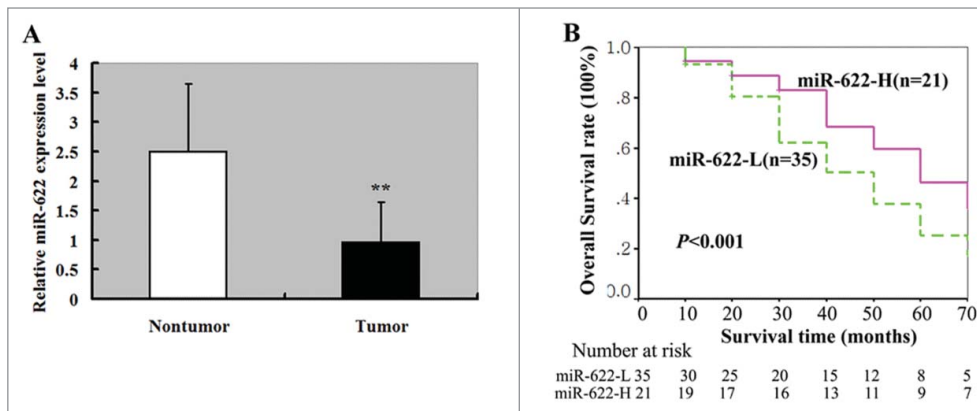 A
Relative miR-622 expression level
4
3.5
3
2.5
2
1.5
1
0.5
0
**
Nontumor Tumor
B
Overall Survival rate (100%)
1.0
.8
.6
.4
.2
0.0
miR-622-H(n=21)
miR-622-L(n=35)
P<0.001
0 10 20 30 40 50 60 70
Survival time (months)
Number at risk
miR-622-L 35 30 25 20 15 12 8 5
miR-622-H 21 19 17 16 13 11 9 7